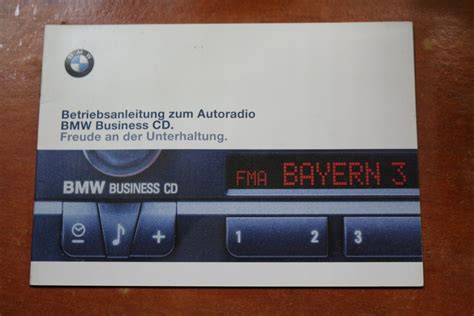 BMW
Betriebsanleitung zum Autoradio
BMW Business CD.
Freude an der Unterhaltung.
FMA BAYERN 3
BMW BUSINESS CD
+ 1 2 3